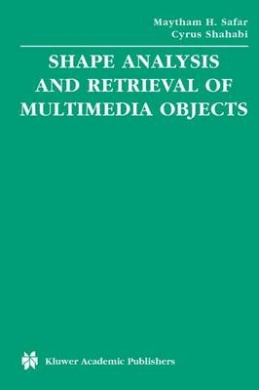 Maytham H. Safar
Cyrus Shahabi
SHAPE ANALYSIS
AND RETRIEVAL OF
MULTIMEDIA OBJECTS
Kluwer Academic Publishers